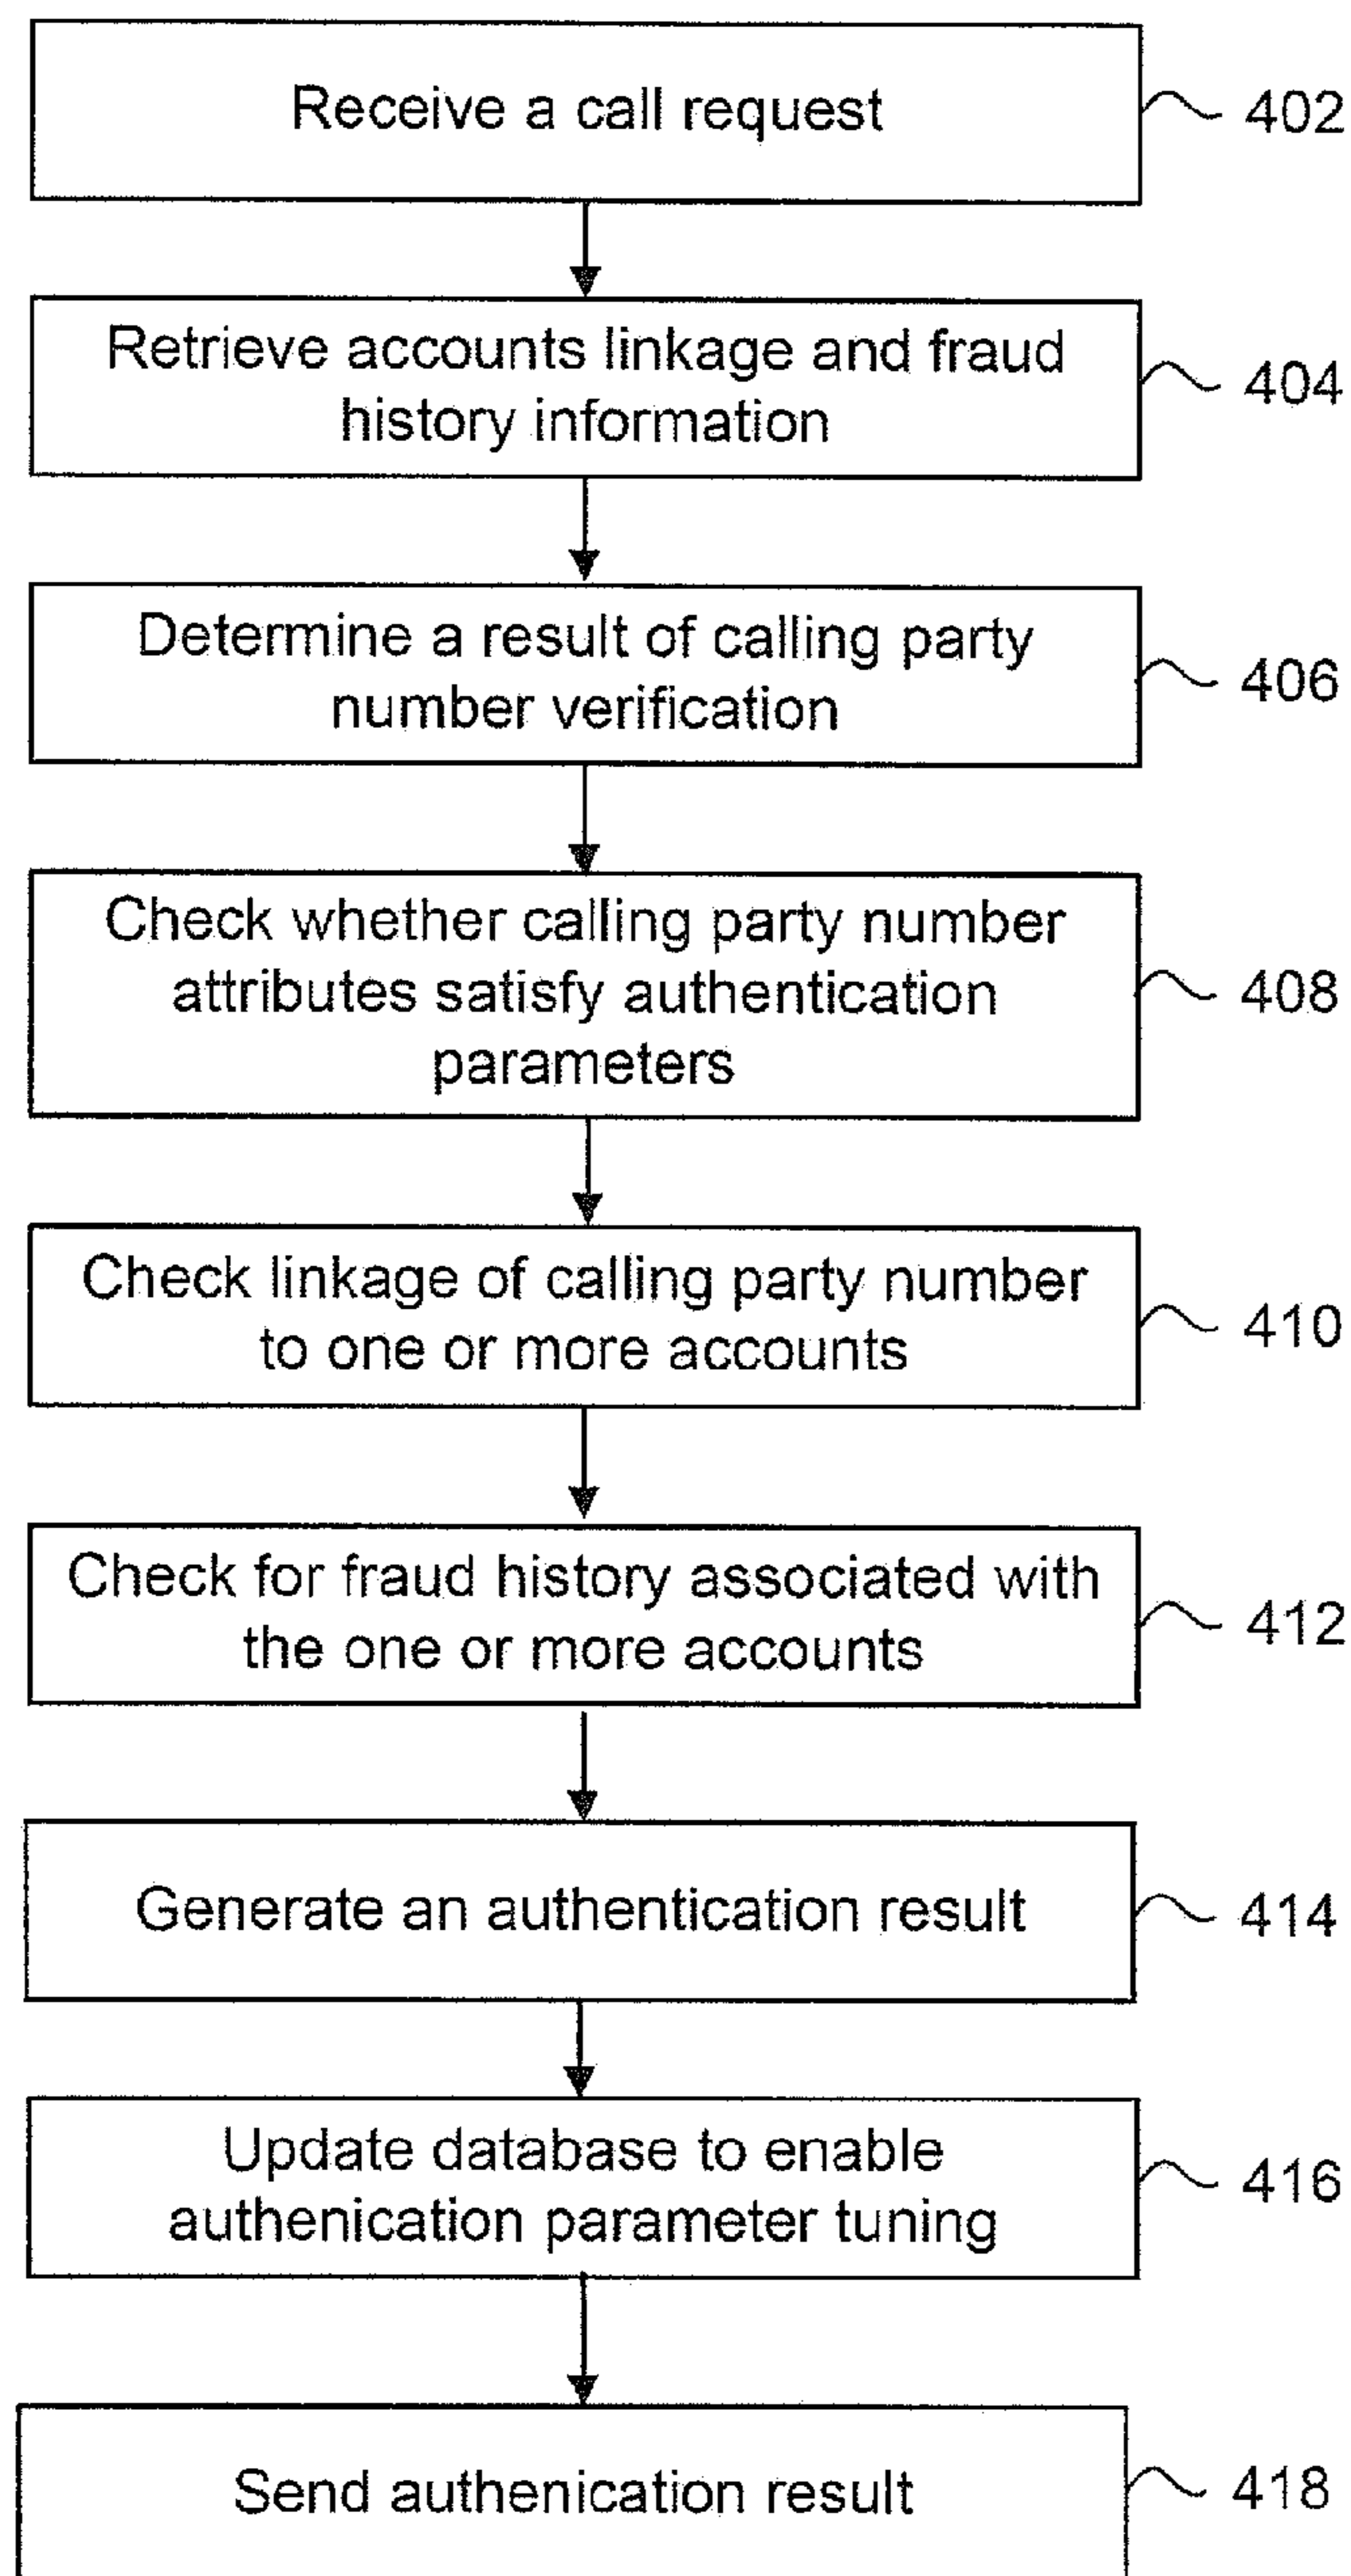 Receive a call request
402
Retrieve accounts linkage and fraud
history information
404
Determine a result of calling party
number verification
406
Check whether calling party number
attributes satisfy authentication
parameters
408
Check linkage of calling party number
to one or more accounts
410
Check for fraud history associated with
the one or more accounts
412
Generate an authentication result
414
Update database to enable
authenication parameter tuning
416
Send authenication result
418